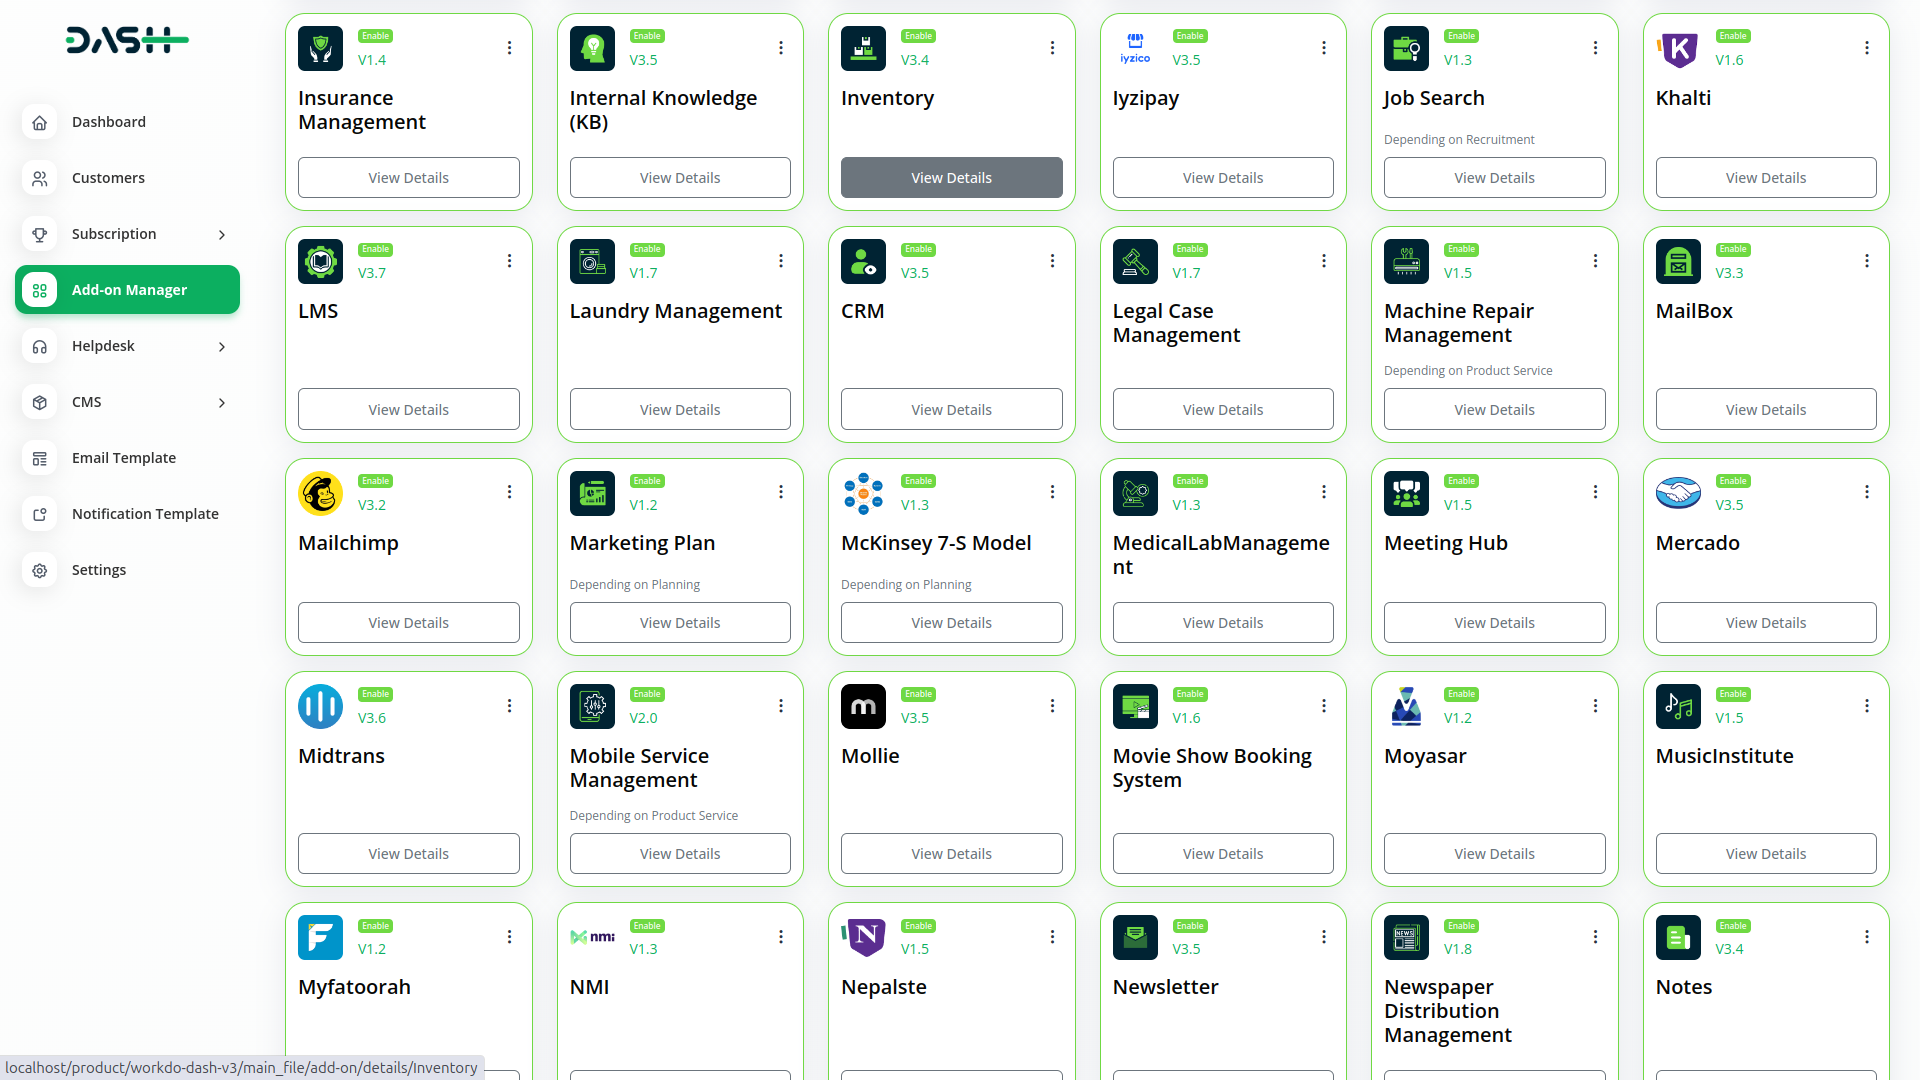 DASH
Dashboard
Customers
Subscription
Add-on Manager
Helpdesk
CMS
Email Template
Notification Template
Settings
Enable
V1.4
Insurance
Management
View Details
Enable
V3.5
Internal Knowledge
(KB)
View Details
Enable
V3.4
Inventory
View Details
iyzico
Enable
V3.5
Iyzipay
View Details
Enable
V1.3
Job Search
Depending on Recruitment
View Details
K
Enable
V1.6
Khalti
View Details
Enable
V3.7
LMS
View Details
Enable
V1.7
Laundry Management
View Details
Enable
V3.5
CRM
View Details
Enable
V1.7
Legal Case
Management
View Details
Enable
V1.5
Machine Repair
Management
Depending on Product Service
View Details
Enable
V3.3
MailBox
View Details
Enable
V3.2
Mailchimp
View Details
Enable
V1.2
Marketing Plan
Depending on Planning
View Details
Enable
V1.3
McKinsey 7-S Model
Depending on Planning
View Details
Enable
V1.3
MedicalLabManageme
nt
View Details
Enable
V1.5
Meeting Hub
View Details
Enable
V3.5
Mercado
View Details
Enable
V3.6
Midtrans
View Details
Enable
V2.0
Mobile Service
Management
Depending on Product Service
View Details
m
Enable
V3.5
Mollie
View Details
Enable
V1.6
Movie Show Booking
System
View Details
Enable
V1.2
Moyasar
View Details
Enable
V1.5
MusicInstitute
View Details
F
Enable
V1.2
Myfatoorah
nmi
Enable
V1.3
NMI
N
Enable
V1.5
Nepalste
Enable
V3.5
Newsletter
NEWS
Enable
V1.8
Newspaper
Distribution
Management
Enable
V3.4
Notes
localhost/product/workdo-dash-v3/main_file/add-on/details/Inventory